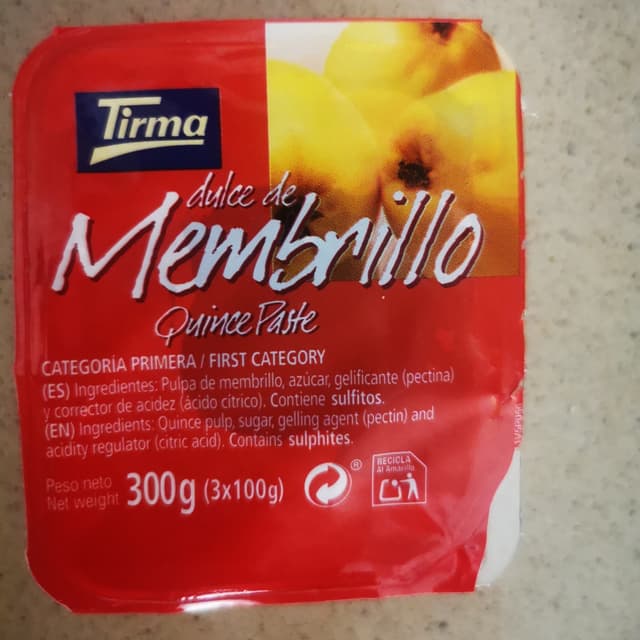 Tirma
dulce de
Membrillo
Quince Paste
CATEGORÍA PRIMERA / FIRST CATEGORY
(ES) Ingredientes: Pulpa de membrillo, azúcar, gelificante (pectina)
y corrector de acidez (ácido cítrico). Contiene sulfitos.
(EN) Ingredients: Quince pulp, sugar, gelling agent (pectin) and
acidity regulator (citric acid). Contains sulphites.
Peso neto
Net weight 300g (3x100g)
®
RECICLA
Al Amarillo